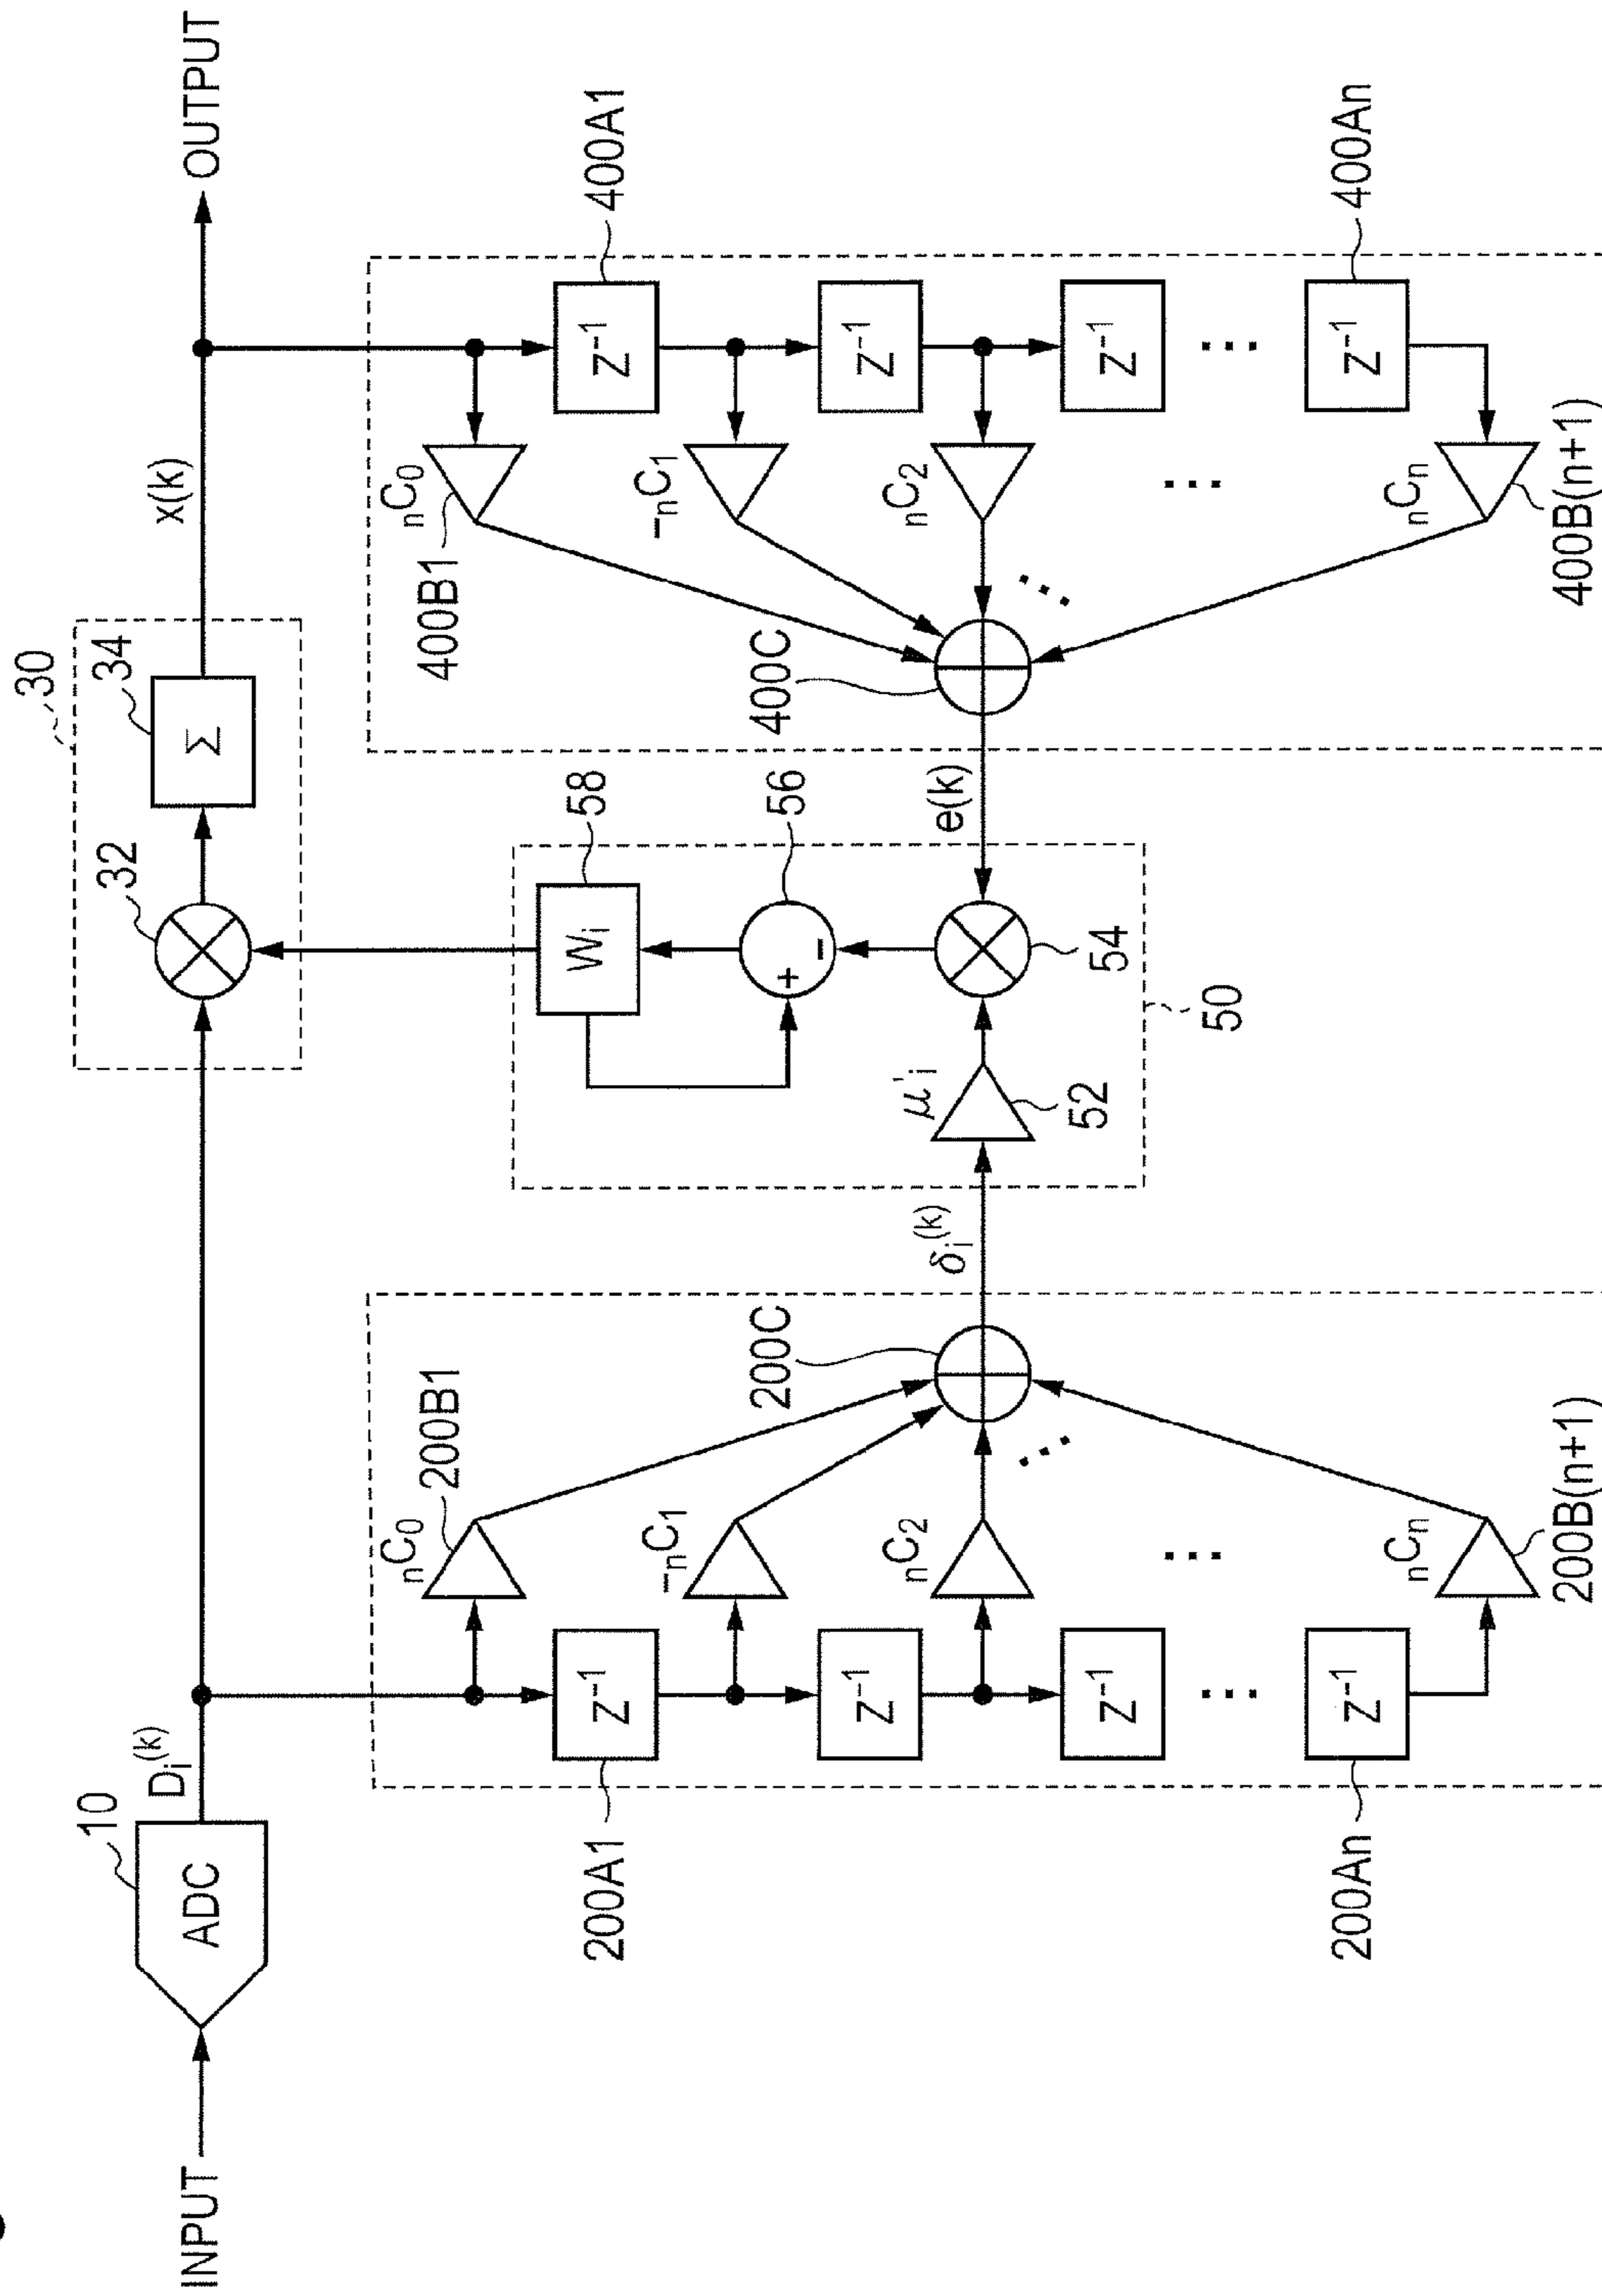 INPUT
10
ADC
D_i^(k)
30
32
34
Σ
x(k)
OUTPUT
200A1
Z^-1
Z^-1
Z^-1
...
Z^-1
200An
nC0
200B1
-nC1
nC2
...
nCn
200B(n+1)
200C
...
δ_i^(k)
μ'_i
52
54
50
56
+
-
58
W_i
e(k)
400C
...
400B1
nC0
-nC1
nC2
...
nCn
400B(n+1)
400A1
Z^-1
Z^-1
Z^-1
...
Z^-1
400An